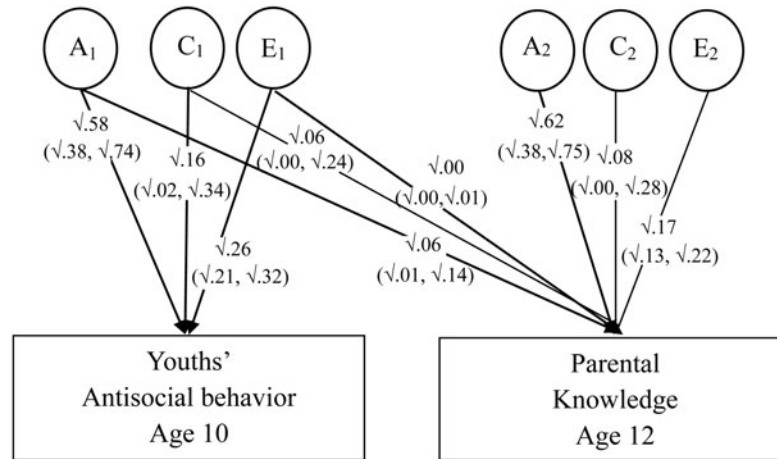 A₁ C₁ E₁ A₂ C₂ E₂
√.58
(√.38, √.74)
√.16
(√.02, √.34)
√.26
(√.21, √.32)
√.06
(√.00, √.24)
√.00
(√.00,√.01)
√.06
(√.01, √.14)
√.62
(√.38,√.75)
√.08
(√.00, √.28)
√.17
(√.13, √.22)
Youths'
Antisocial behavior
Age 10
Parental
Knowledge
Age 12